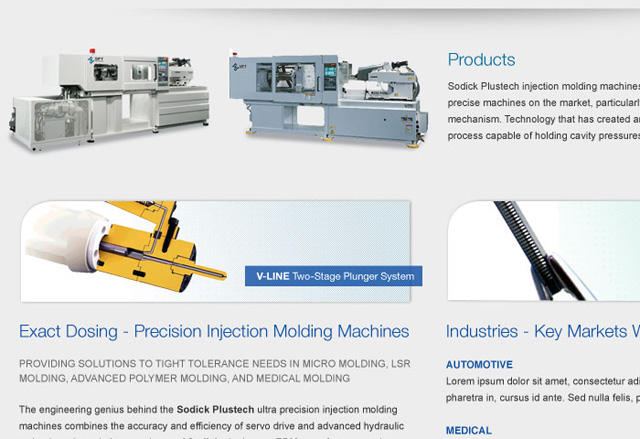 Products
Sodick Plustech injection molding machines
precise machines on the market, particularl
mechanism. Technology that has created a
process capable of holding cavity pressures
V-LINE Two-Stage Plunger System
Exact Dosing - Precision Injection Molding Machines
PROVIDING SOLUTIONS TO TIGHT TOLERANCE NEEDS IN MICRO MOLDING, LSR
MOLDING, ADVANCED POLYMER MOLDING, AND MEDICAL MOLDING
The engineering genius behind the Sodick Plustech ultra precision injection molding
machines combines the accuracy and efficiency of servo drive and advanced hydraulic
Industries - Key Markets W
AUTOMOTIVE
Lorem ipsum dolor sit amet, consectetur adi
pharetra in, cursus id ante. Sed nulla felis, p
MEDICAL